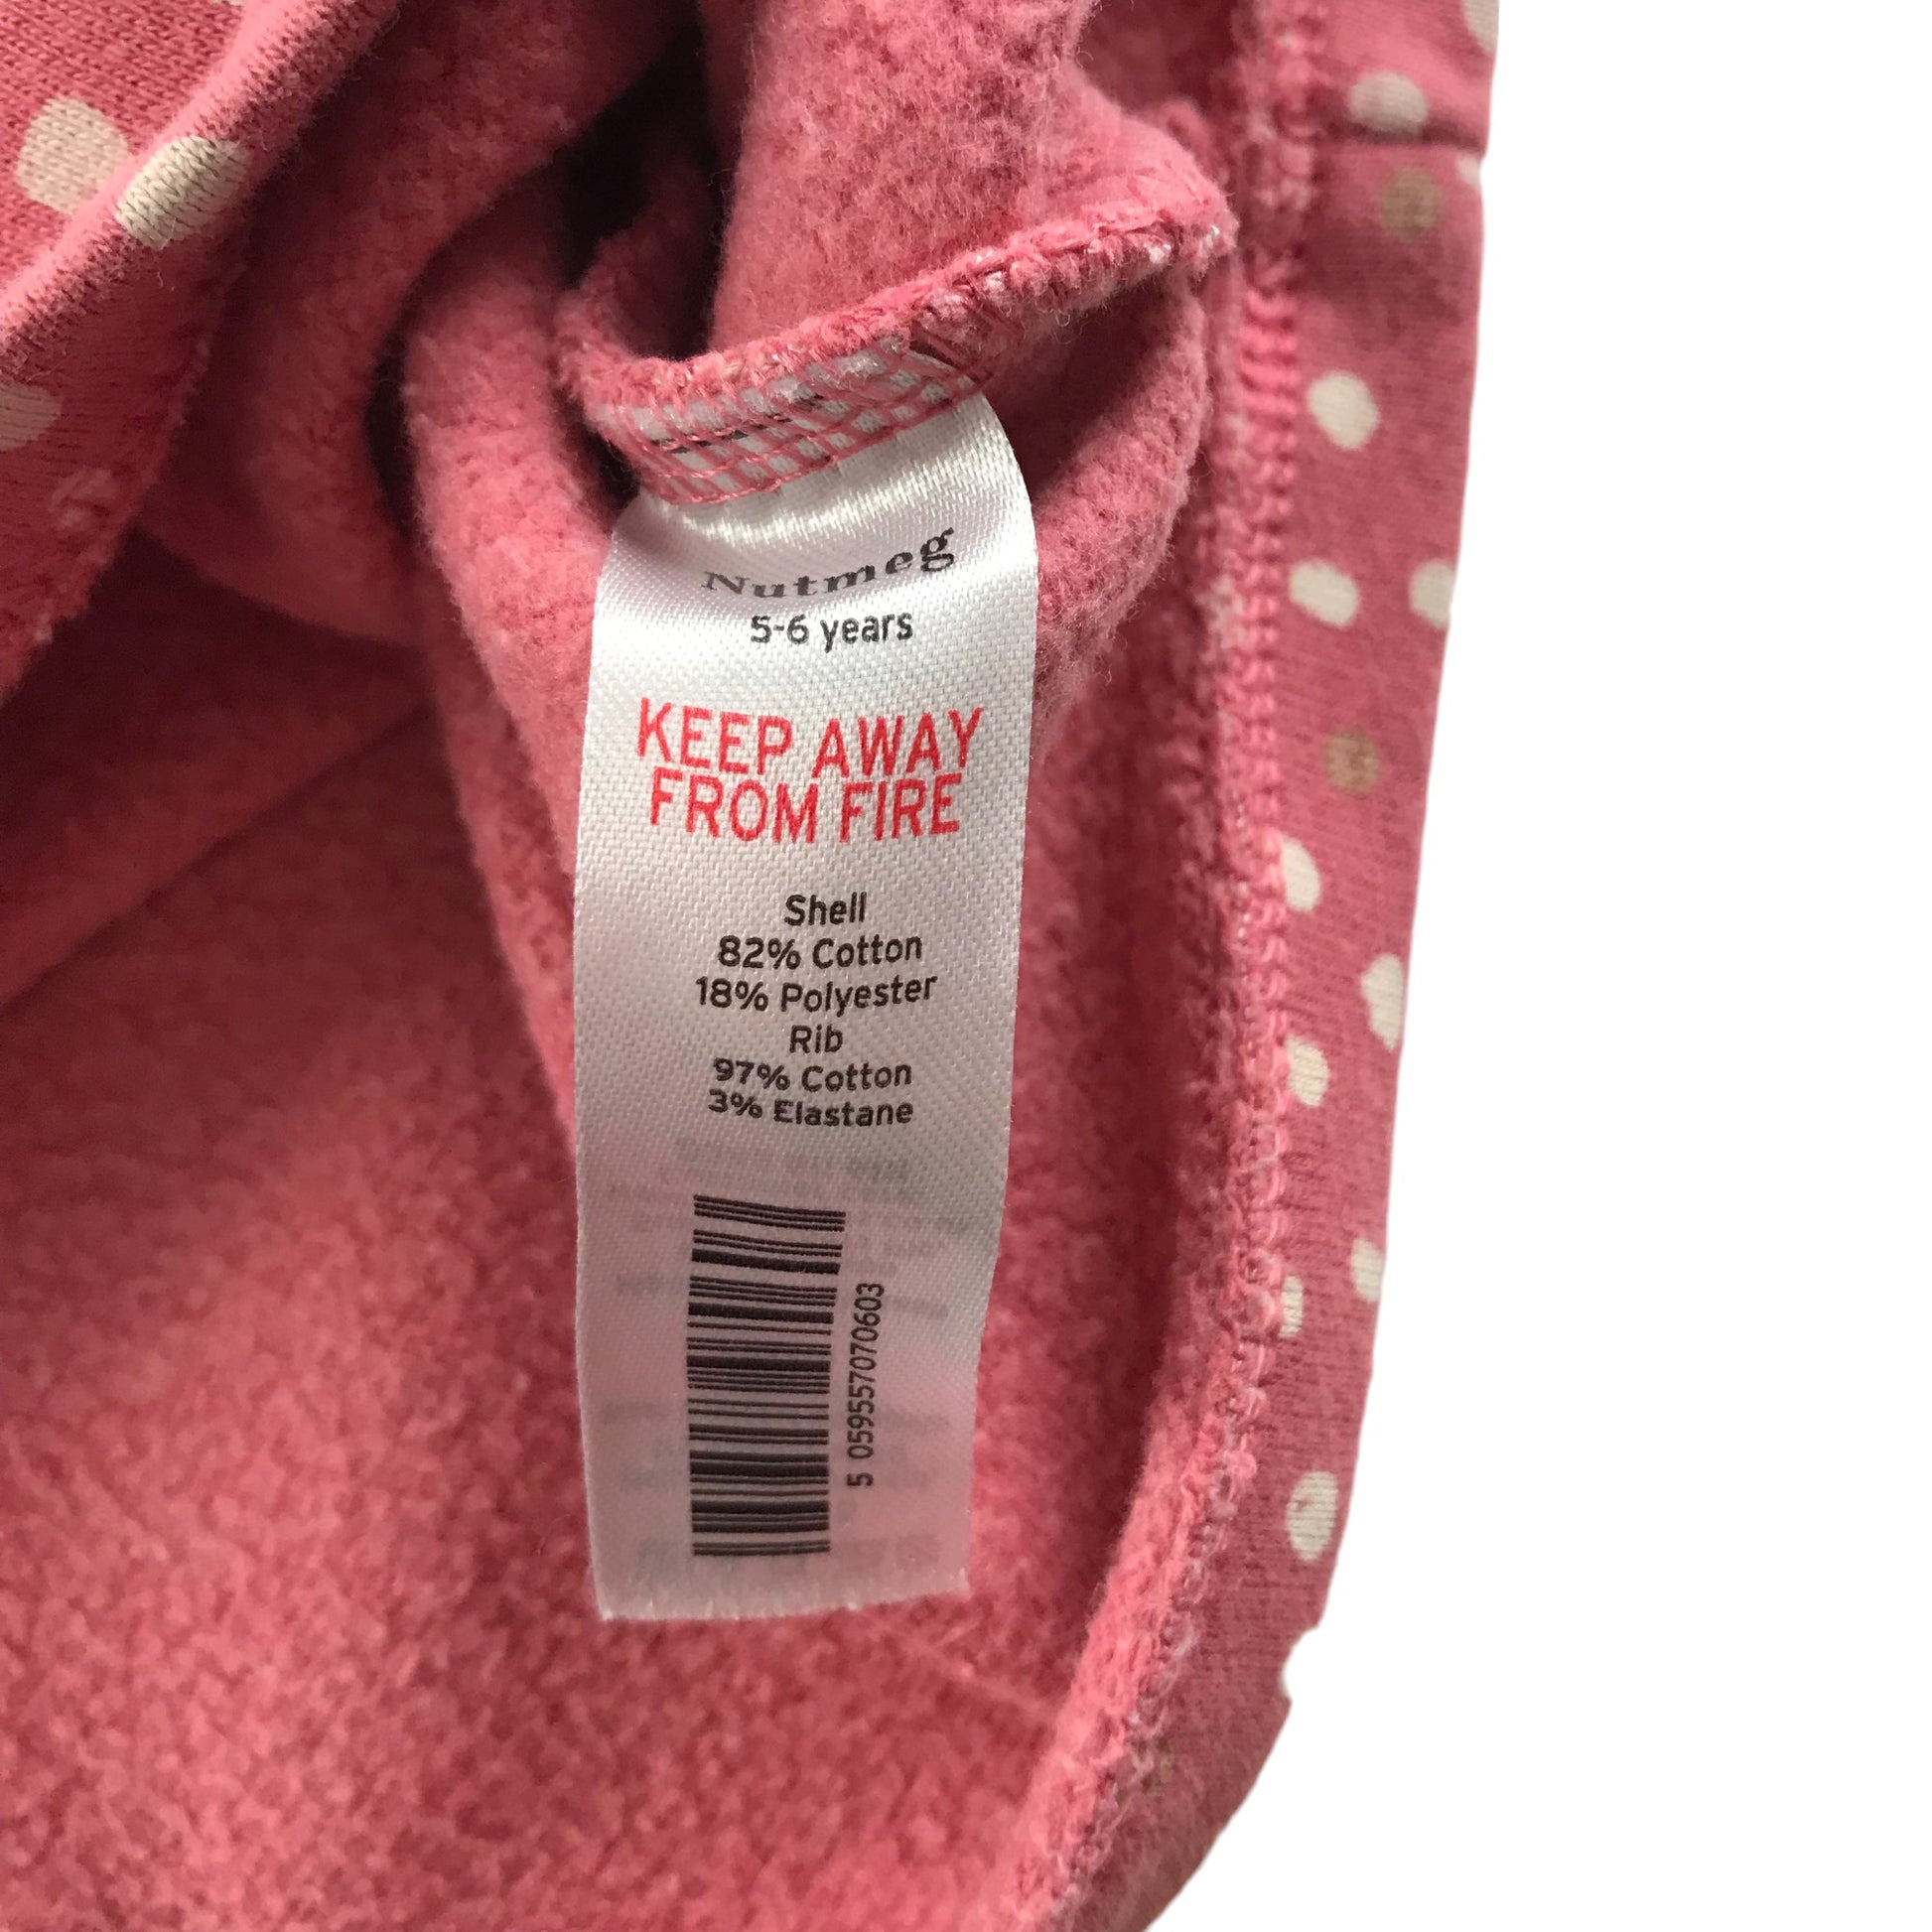 Nutmeg
5-6 years
KEEP AWAY
FROM FIRE
Shell
82% Cotton
18% Polyester
Rib
97% Cotton
3% Elastane
5 059557070603